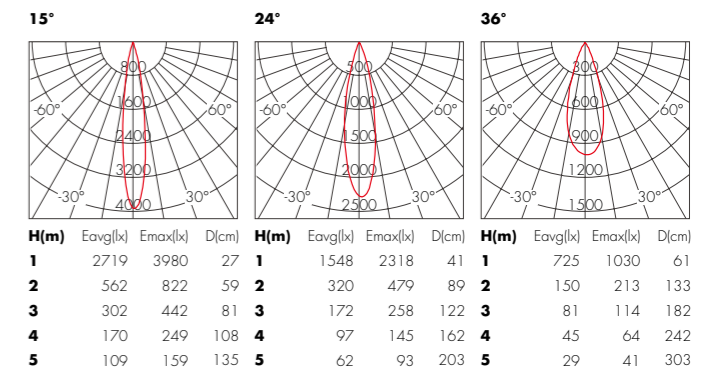 15° 24° 36°
800 500 300
1600 1000 600
-60° 60° -60° 60° -60° 60°
2400 1500 900
3200 2000 1200
-30° 30° -30° 30° -30° 30°
4000 2500 1500
H(m) Eavg(lx) Emax(lx) D(cm) H(m) Eavg(lx) Emax(lx) D(cm) H(m) Eavg(lx) Emax(lx) D(cm)
1 2719 3980 27 1 1548 2318 41 1 725 1030 61
2 562 822 59 2 320 479 89 2 150 213 133
3 302 442 81 3 172 258 122 3 81 114 182
4 170 249 108 4 97 145 162 4 45 64 242
5 109 159 135 5 62 93 203 5 29 41 303